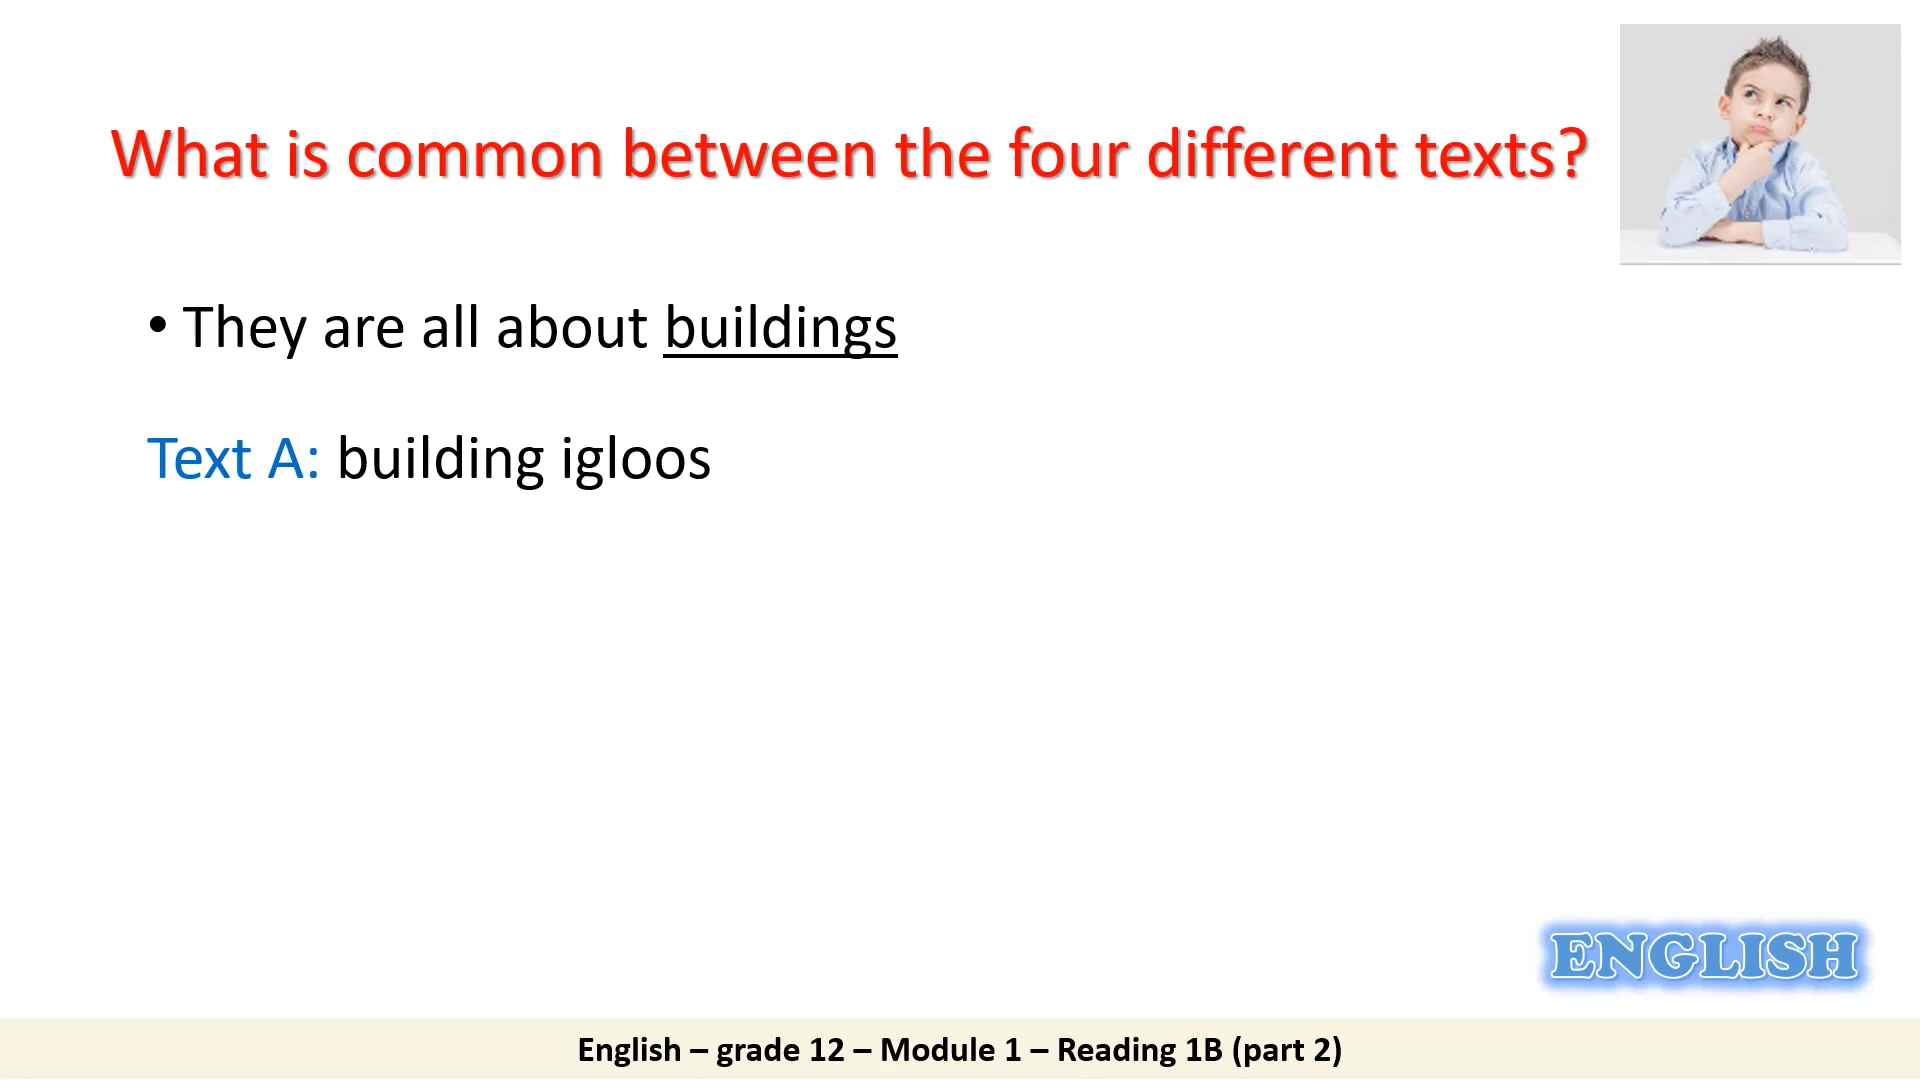 What is common between the four different texts?
• They are all about buildings
Text A: building igloos
ENGLISH
English – grade 12 – Module 1 – Reading 1B (part 2)